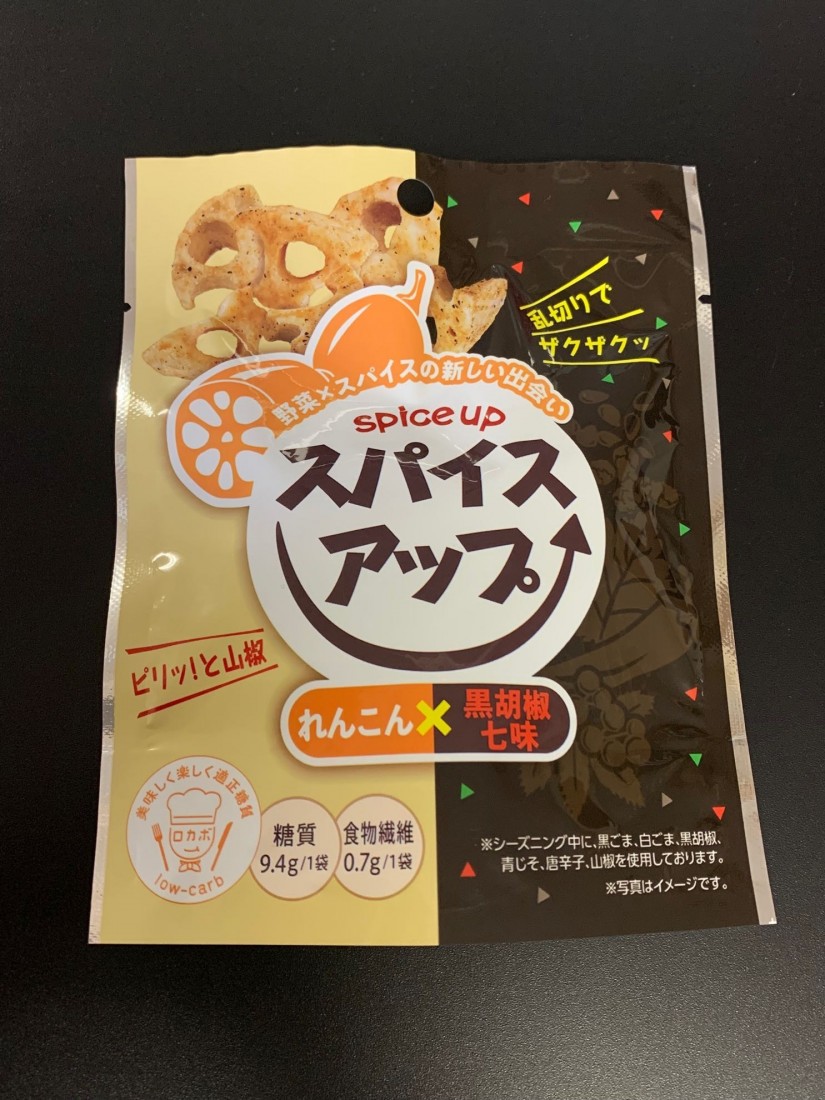 乱切りで
ザクザクッ
野菜×スパイスの新しい出会い
spice up
スパイス
アップ
ピリッ!と山椒
れんこん×黒胡椒
七味
美味しく楽しく適正糖質
ロカボ
low-carb
糖質
9.4g/1袋
食物繊維
0.7g/1袋
※シーズニング中に、黒ごま、白ごま、黒胡椒、
青じそ、唐辛子、山椒を使用しております。
※写真はイメージです。